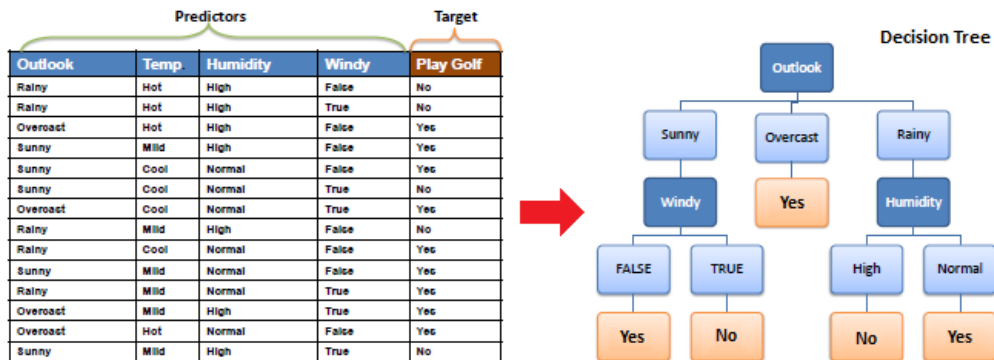 Predictors Target
Outlook Temp. Humidity Windy Play Golf
Rainy Hot High False No
Rainy Hot High True No
Overcast Hot High False Yes
Sunny Mild High False Yes
Sunny Cool Normal False Yes
Sunny Cool Normal True No
Overcast Cool Normal True Yes
Rainy Mild High False No
Rainy Cool Normal False Yes
Sunny Mild Normal False Yes
Rainy Mild Normal True Yes
Overcast Mild High True Yes
Overcast Hot Normal False Yes
Sunny Mild High True No
Decision Tree
Outlook
Sunny Overcast Rainy
Windy Yes Humidity
FALSE TRUE High Normal
Yes No No Yes